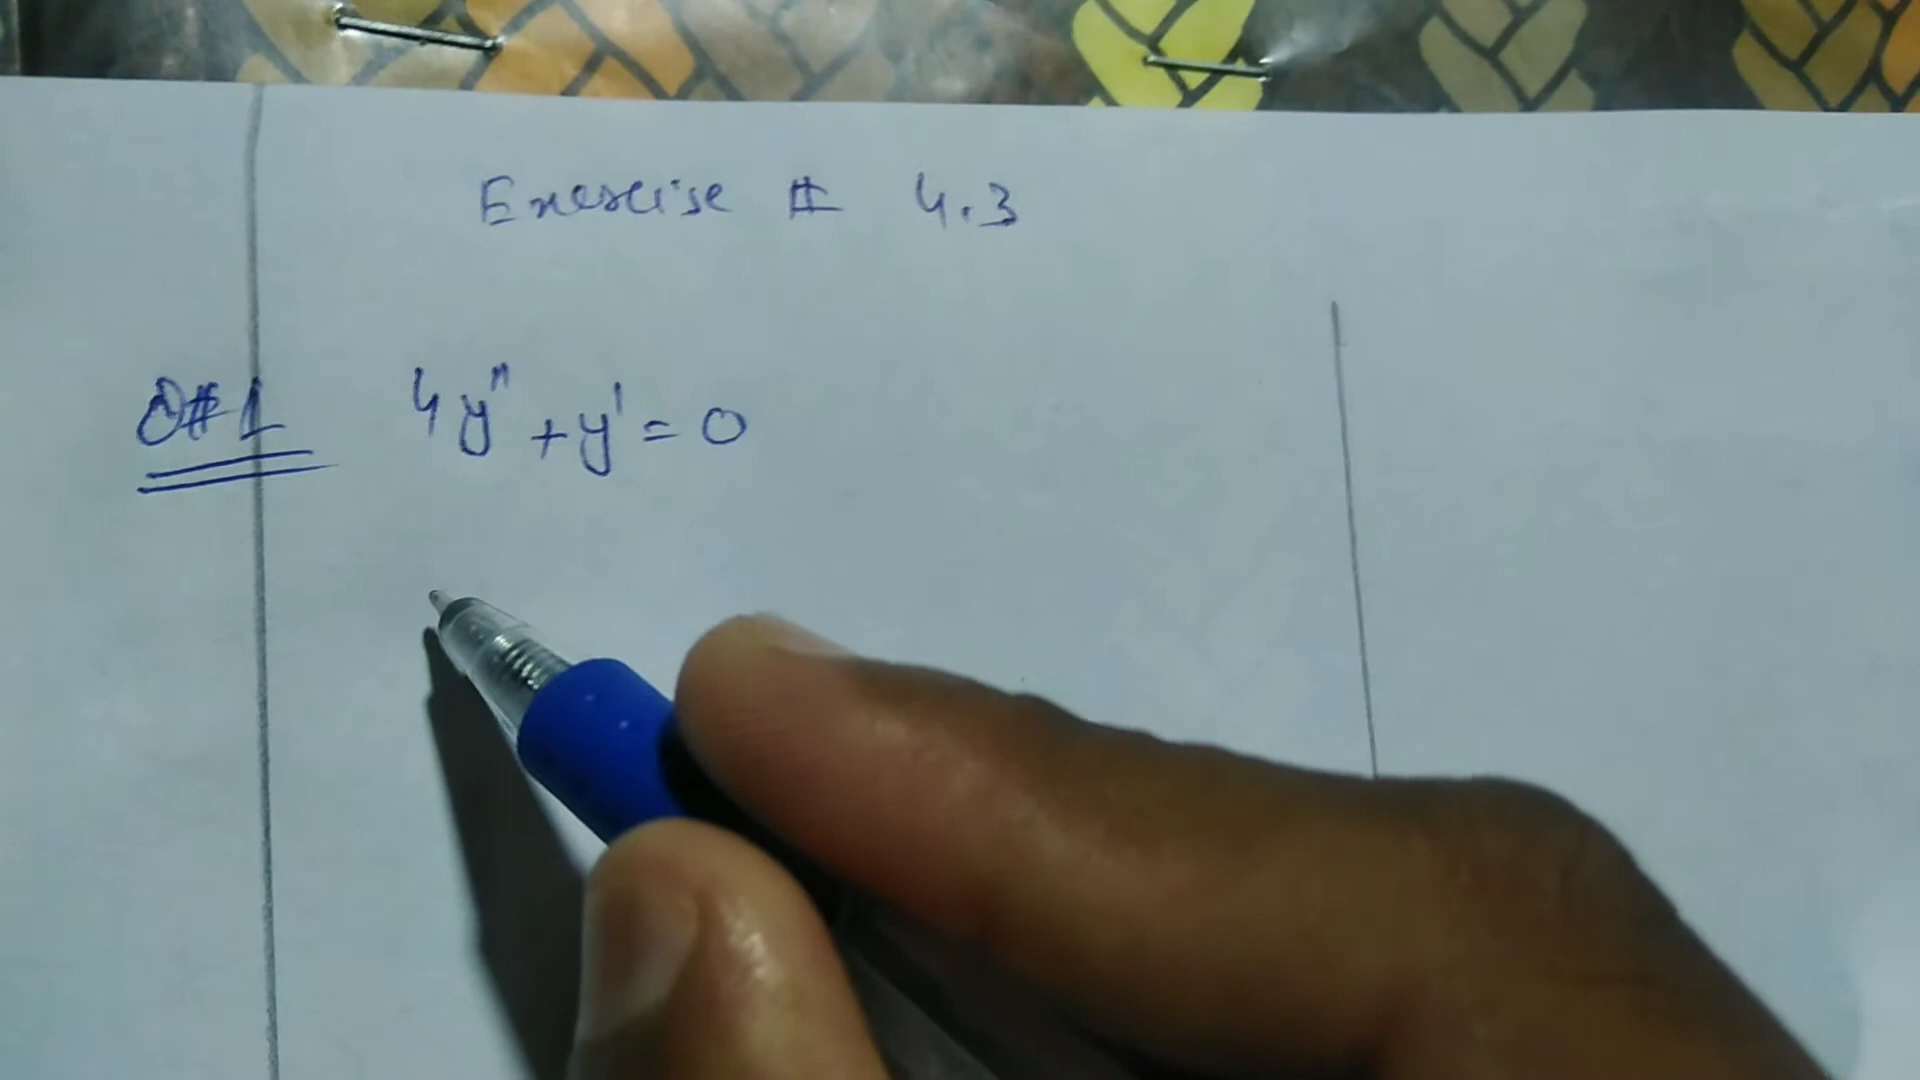 Exercise # 4.3
Q#1 4y" + y' = 0